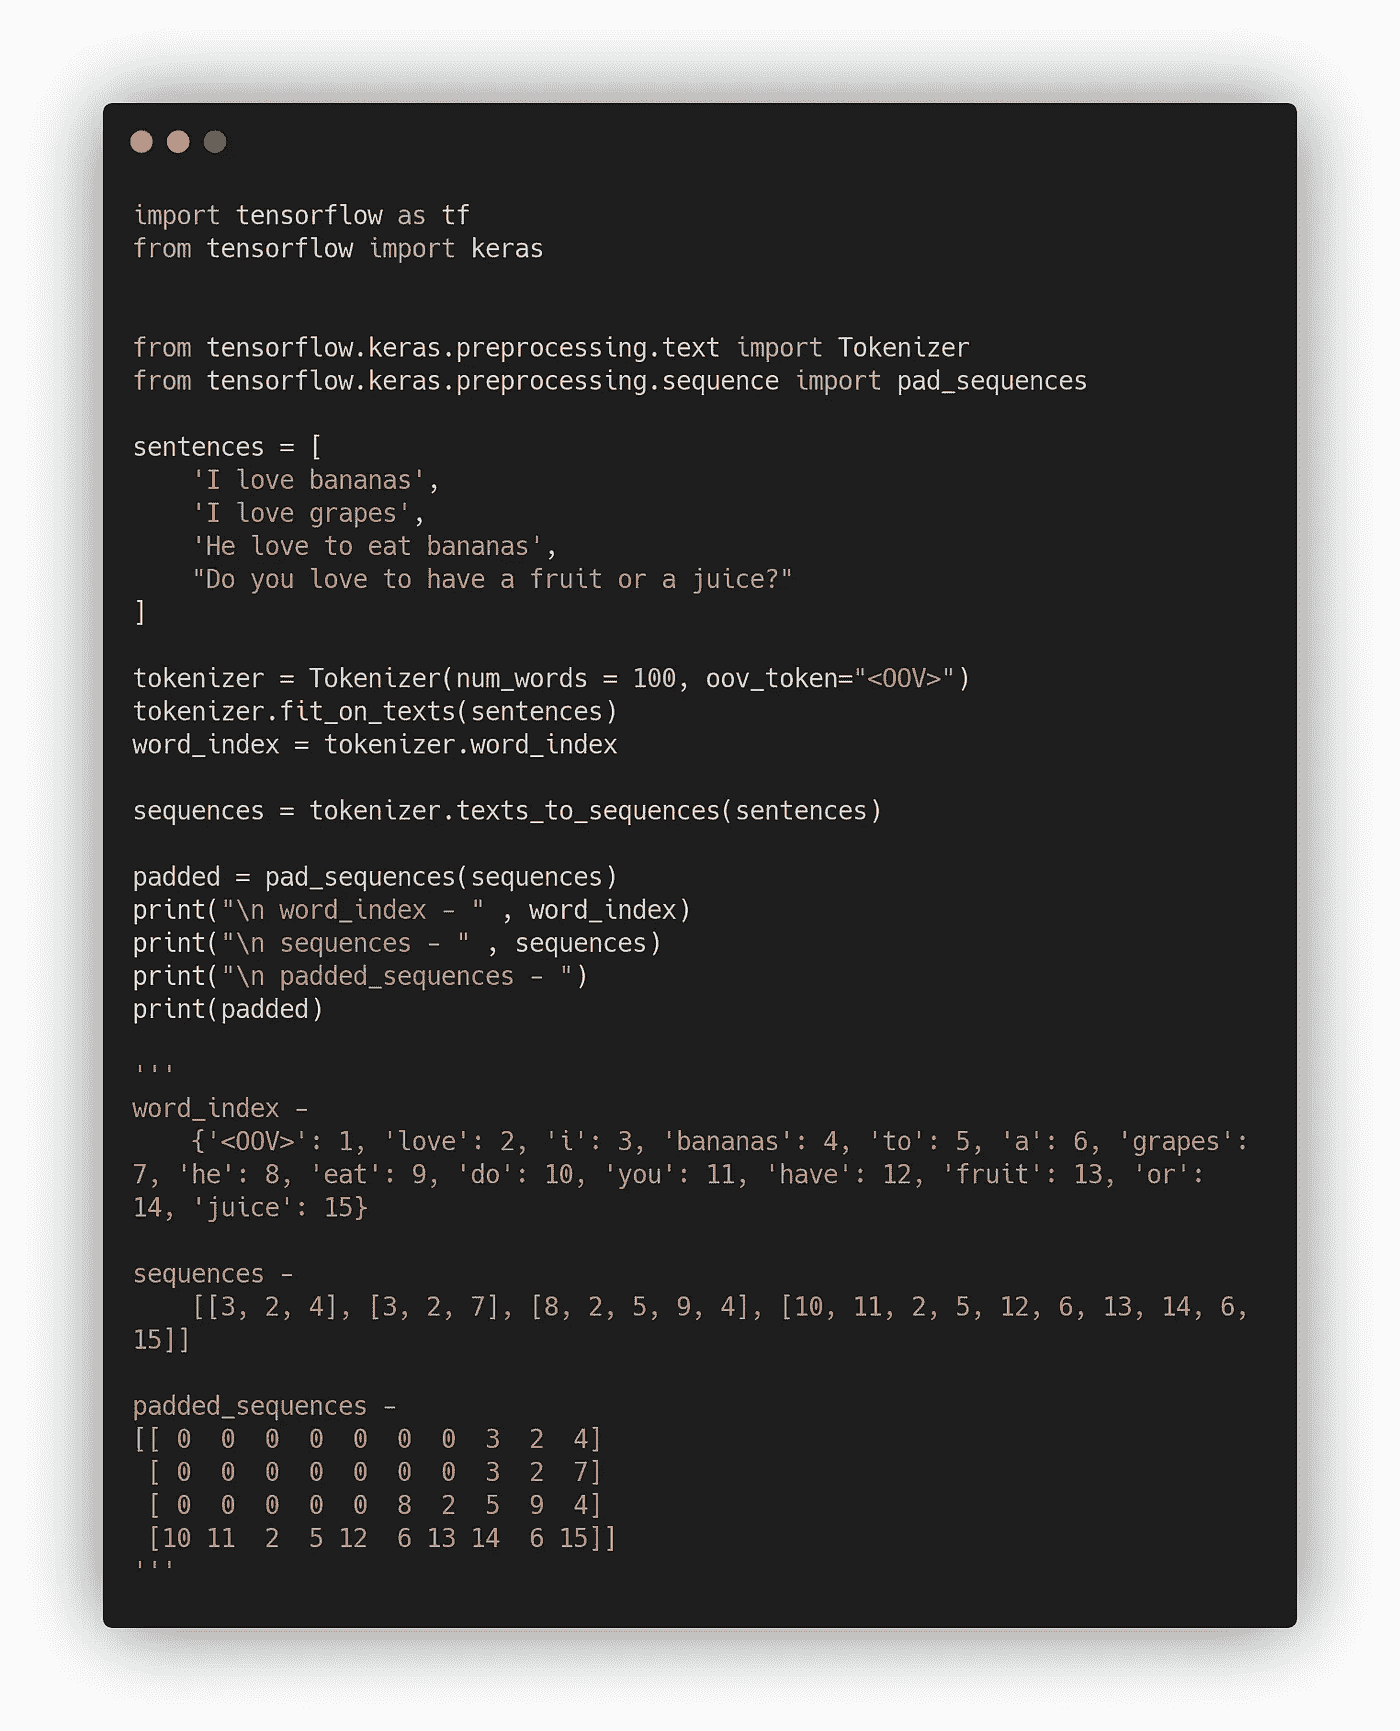 import tensorflow as tf
from tensorflow import keras
from tensorflow.keras.preprocessing.text import Tokenizer
from tensorflow.keras.preprocessing.sequence import pad_sequences
sentences = [
    'I love bananas',
    'I love grapes',
    'He love to eat bananas',
    "Do you love to have a fruit or a juice?"
]
tokenizer = Tokenizer(num_words = 100, oov_token="<OOV>")
tokenizer.fit_on_texts(sentences)
word_index = tokenizer.word_index
sequences = tokenizer.texts_to_sequences(sentences)
padded = pad_sequences(sequences)
print("\n word_index - " , word_index)
print("\n sequences - " , sequences)
print("\n padded_sequences - ")
print(padded)
'''
word_index -
    {'<OOV>': 1, 'love': 2, 'i': 3, 'bananas': 4, 'to': 5, 'a': 6, 'grapes':
7, 'he': 8, 'eat': 9, 'do': 10, 'you': 11, 'have': 12, 'fruit': 13, 'or':
14, 'juice': 15}
sequences -
    [[3, 2, 4], [3, 2, 7], [8, 2, 5, 9, 4], [10, 11, 2, 5, 12, 6, 13, 14, 6,
15]]
padded_sequences -
[[ 0  0  0  0  0  0  0  3  2  4]
 [ 0  0  0  0  0  0  0  3  2  7]
 [ 0  0  0  0  0  8  2  5  9  4]
 [10 11  2  5 12  6 13 14  6 15]]
'''